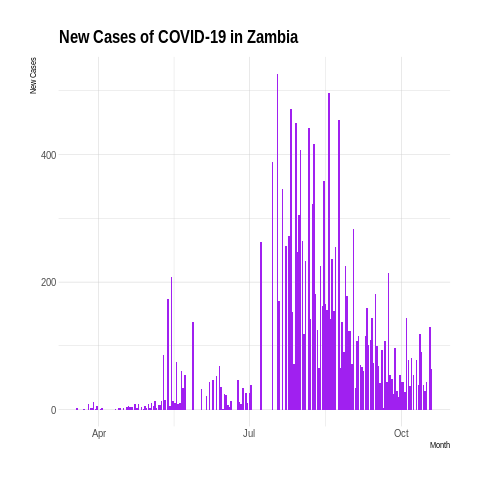 New Cases of COVID-19 in Zambia
New Cases
400
200
0
Apr Jul Oct
Month